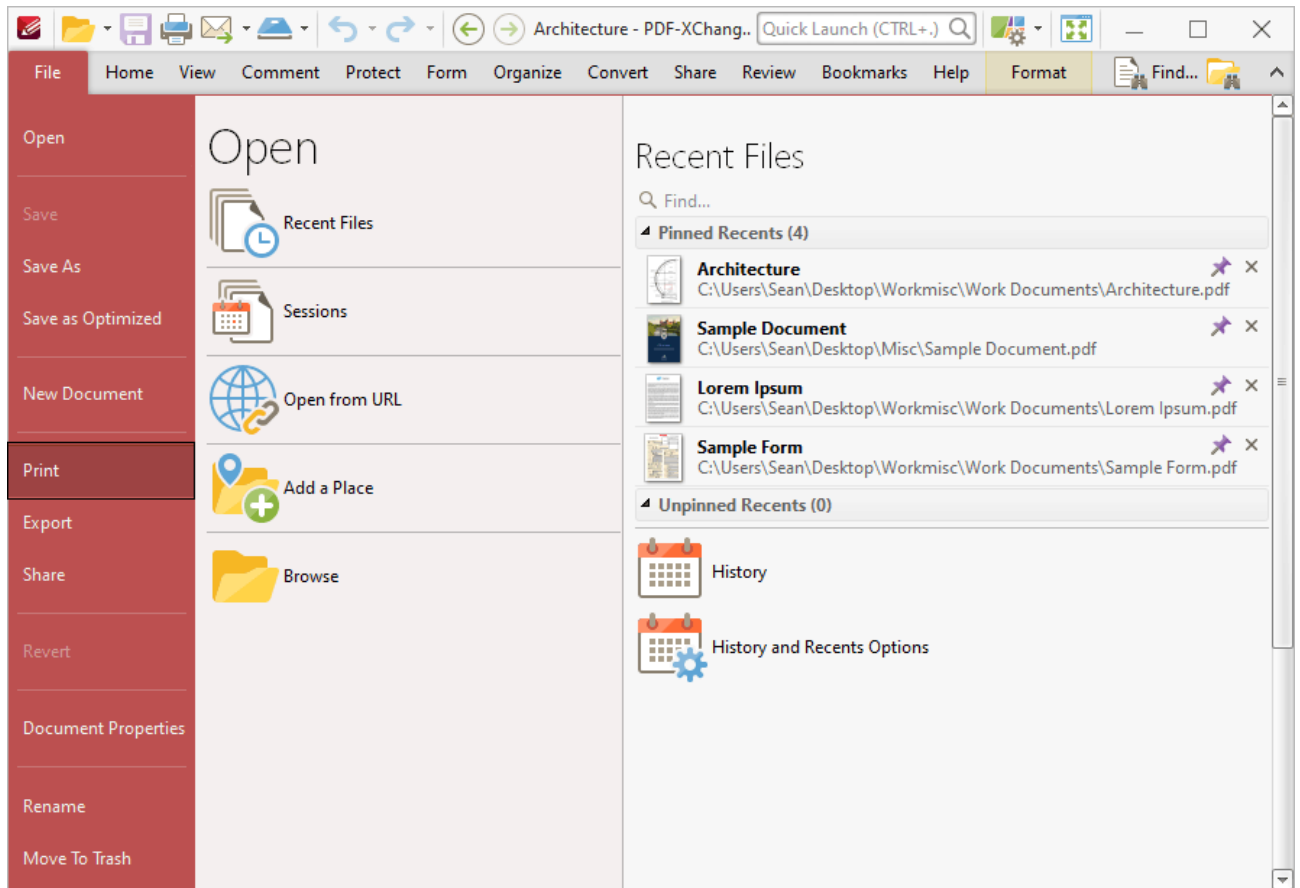 Architecture - PDF-XChang.. Quick Launch (CTRL+.)
File Home View Comment Protect Form Organize Convert Share Review Bookmarks Help Format Find...
Open
Save
Save As
Save as Optimized
New Document
Print
Export
Share
Revert
Document Properties
Rename
Move To Trash
Open
Recent Files
Sessions
Open from URL
Add a Place
Browse
Recent Files
Find...
Pinned Recents (4)
Architecture
C:\Users\Sean\Desktop\Workmisc\Work Documents\Architecture.pdf
Sample Document
C:\Users\Sean\Desktop\Misc\Sample Document.pdf
Lorem Ipsum
C:\Users\Sean\Desktop\Workmisc\Work Documents\Lorem Ipsum.pdf
Sample Form
C:\Users\Sean\Desktop\Workmisc\Work Documents\Sample Form.pdf
Unpinned Recents (0)
History
History and Recents Options